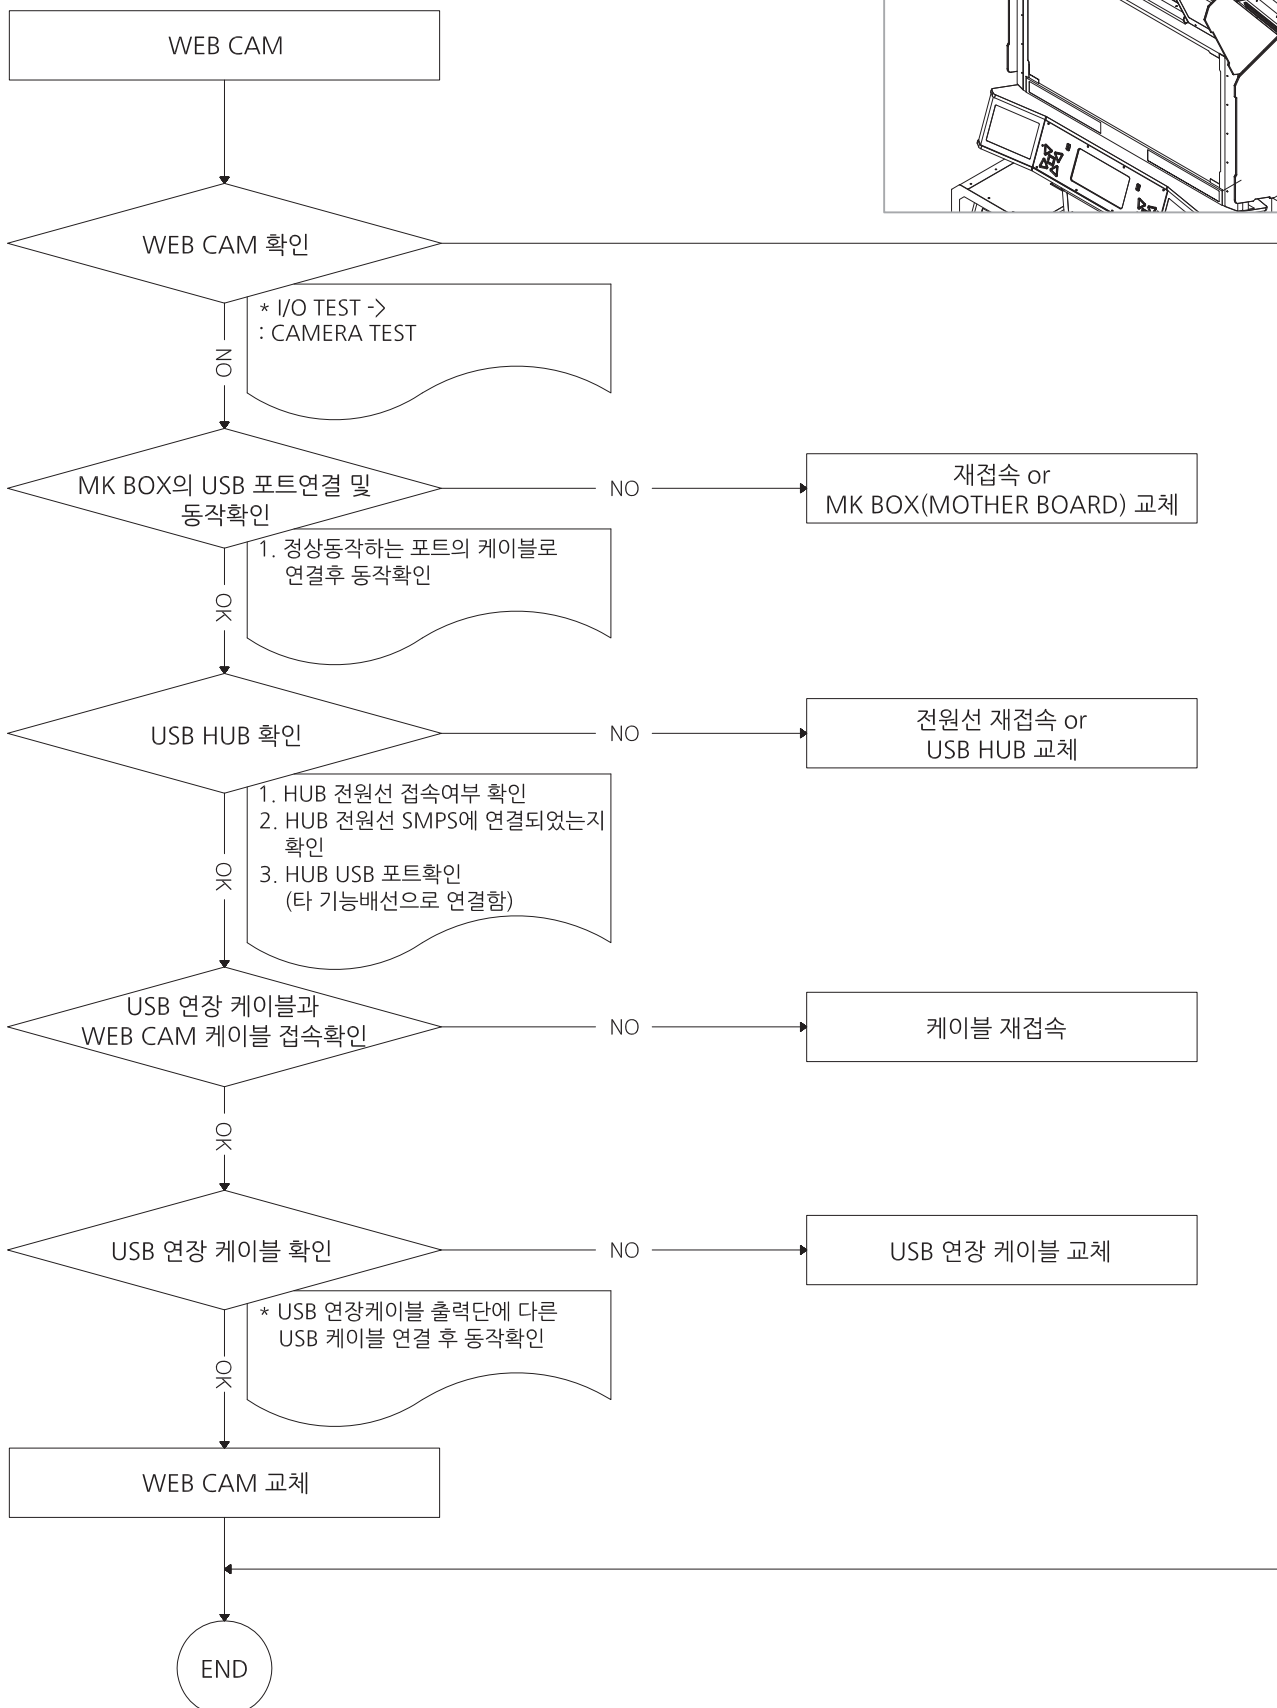 WEB CAM
WEB CAM 확인
* I/O TEST ->
: CAMERA TEST
NO
MK BOX의 USB 포트연결 및
동작확인
NO
재접속 or
MK BOX(MOTHER BOARD) 교체
1. 정상동작하는 포트의 케이블로
연결후 동작확인
OK
USB HUB 확인
NO
전원선 재접속 or
USB HUB 교체
1. HUB 전원선 접속여부 확인
2. HUB 전원선 SMPS에 연결되었는지
확인
3. HUB USB 포트확인
(타 기능배선으로 연결함)
OK
USB 연장 케이블과
WEB CAM 케이블 접속확인
NO
케이블 재접속
OK
USB 연장 케이블 확인
NO
USB 연장 케이블 교체
* USB 연장케이블 출력단에 다른
USB 케이블 연결 후 동작확인
OK
WEB CAM 교체
END